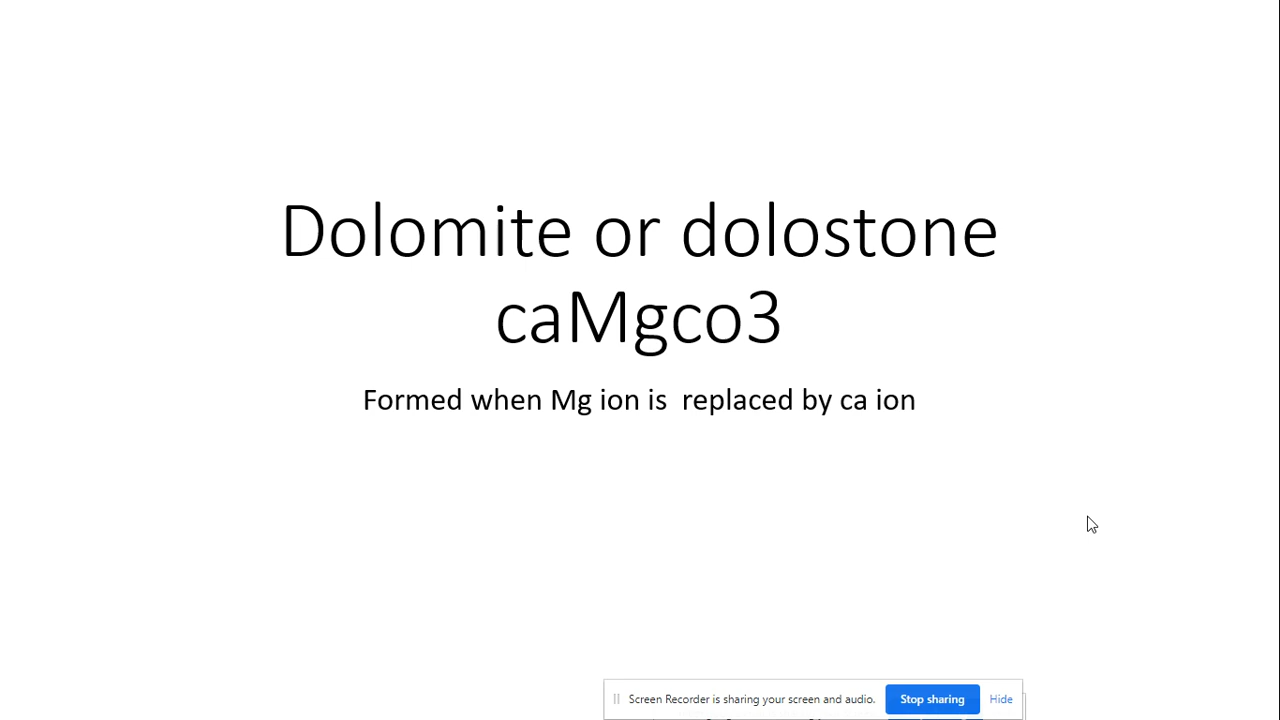 Dolomite or dolostone
caMgco3
Formed when Mg ion is  replaced by ca ion
Screen Recorder is sharing your screen and audio. Stop sharing Hide